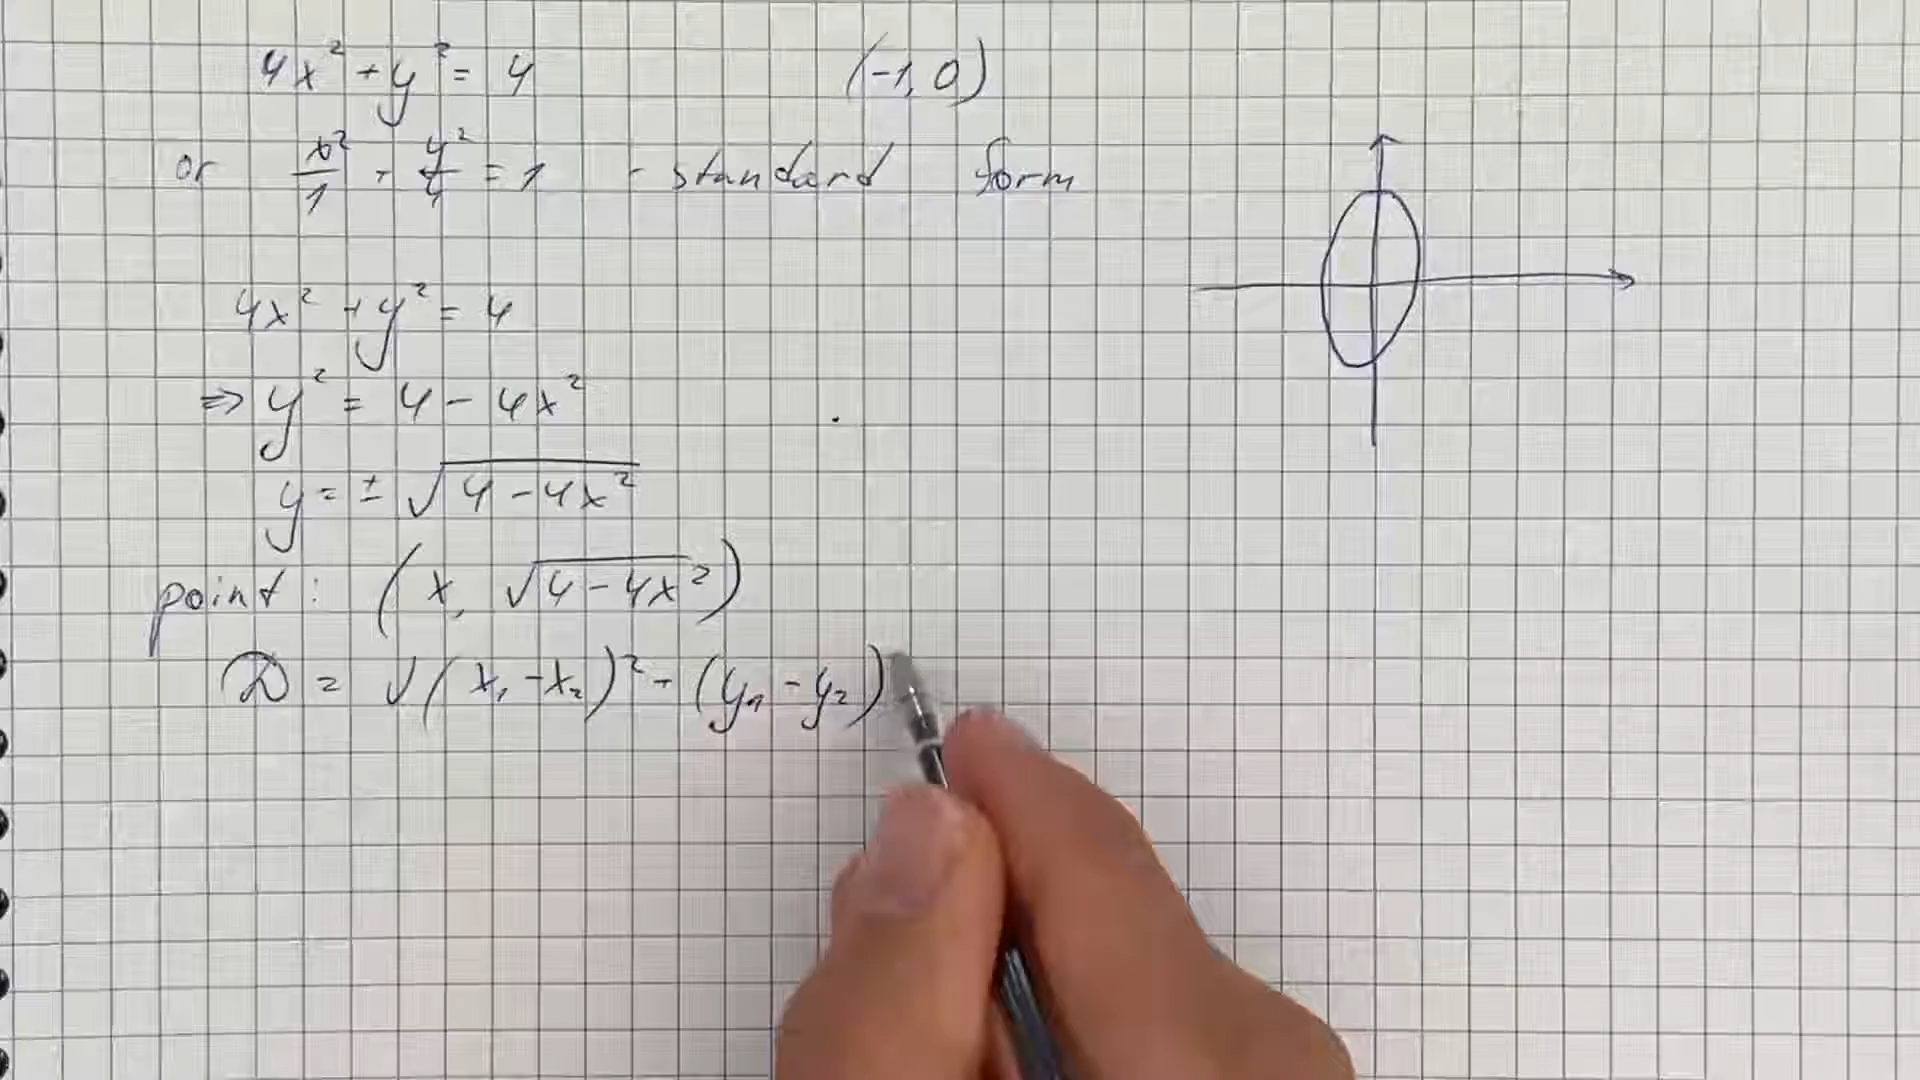 4x² + y² = 4 (-1, 0)
or x²/1 + y²/4 = 1 - standard form
4x² + y² = 4
⇒ y² = 4 - 4x²
y = ± √(4 - 4x²)
point: (x, √(4 - 4x²))
D = √(x₁ - x₂)² - (y₁ - y₂)